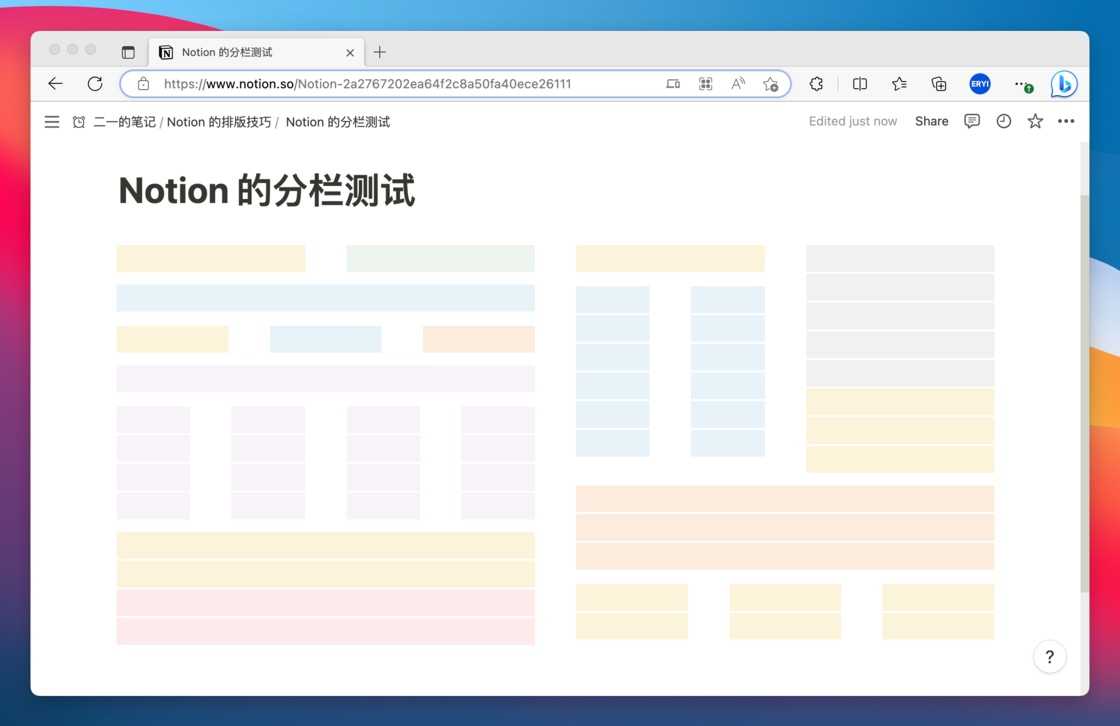 Notion 的分栏测试
https://www.notion.so/Notion-2a2767202ea64f2c8a50fa40ece26111
ERYI
二一的笔记 / Notion 的排版技巧 / Notion 的分栏测试
Edited just now
Share
Notion 的分栏测试
?